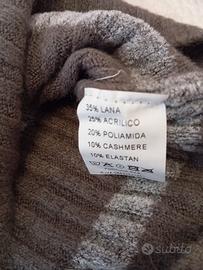 35% LANA
25% ACRILICO
20% POLIAMIDA
10% CASHMERE
10% ELASTAN
subito